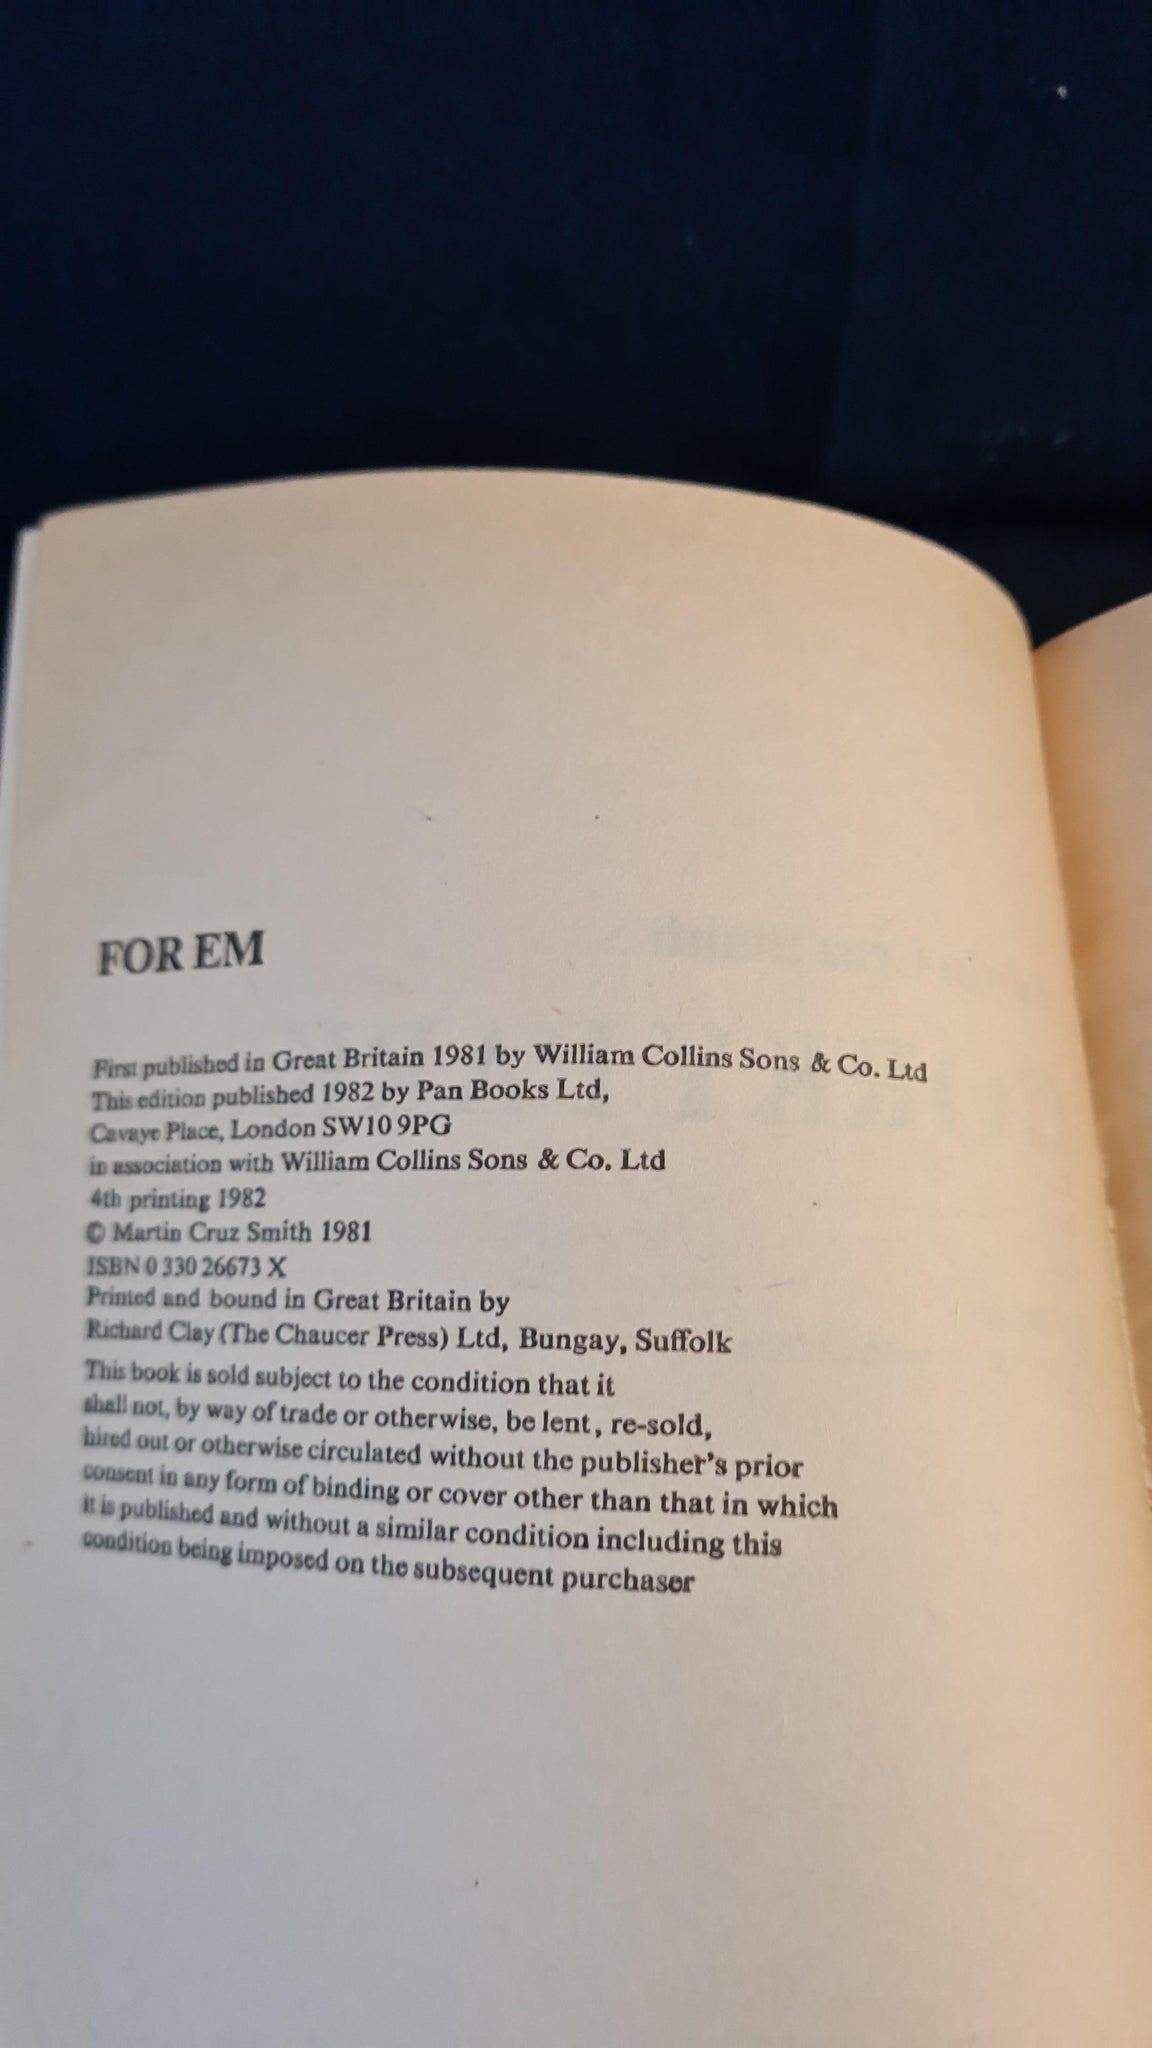 FOR EM
First published in Great Britain 1981 by William Collins Sons & Co. Ltd
This edition published 1982 by Pan Books Ltd,
Cavaye Place, London SW10 9PG
in association with William Collins Sons & Co. Ltd
4th printing 1982
© Martin Cruz Smith 1981
ISBN 0 330 26673 X
Printed and bound in Great Britain by
Richard Clay (The Chaucer Press) Ltd, Bungay, Suffolk
This book is sold subject to the condition that it
shall not, by way of trade or otherwise, be lent, re-sold,
hired out or otherwise circulated without the publisher's prior
consent in any form of binding or cover other than that in which
it is published and without a similar condition including this
condition being imposed on the subsequent purchaser